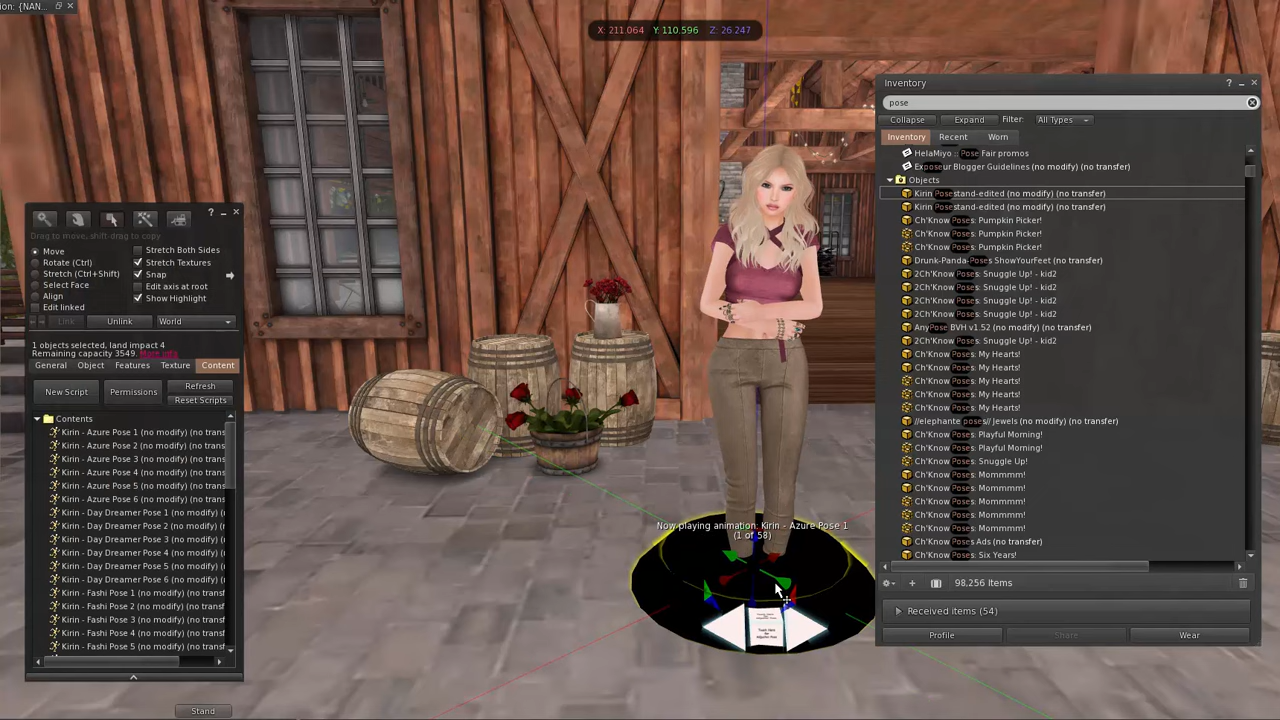 ion: {NAN...
X: 211.064 Y: 110.596 Z: 26.247
Drag to move, shift-drag to copy
Move
Rotate (Ctrl)
Stretch (Ctrl+Shift)
Select Face
Align
Edit linked
Stretch Both Sides
Stretch Textures
Snap
Edit axis at root
Show Highlight
Link
Unlink
World
1 objects selected, land impact 4
Remaining capacity 3549. More info
General Object Features Texture Content
New Script
Permissions
Refresh
Reset Scripts
Contents
Kirin - Azure Pose 1 (no modify) (no trans
Kirin - Azure Pose 2 (no modify) (no trans
Kirin - Azure Pose 3 (no modify) (no trans
Kirin - Azure Pose 4 (no modify) (no trans
Kirin - Azure Pose 5 (no modify) (no trans
Kirin - Azure Pose 6 (no modify) (no trans
Kirin - Day Dreamer Pose 1 (no modify) (r
Kirin - Day Dreamer Pose 2 (no modify) (r
Kirin - Day Dreamer Pose 3 (no modify) (r
Kirin - Day Dreamer Pose 4 (no modify) (r
Kirin - Day Dreamer Pose 5 (no modify) (r
Kirin - Day Dreamer Pose 6 (no modify) (r
Kirin - Fashi Pose 1 (no modify) (no transf
Kirin - Fashi Pose 2 (no modify) (no transf
Kirin - Fashi Pose 3 (no modify) (no transf
Kirin - Fashi Pose 4 (no modify) (no transf
Kirin - Fashi Pose 5 (no modify) (no transf
Stand
Now playing animation: Kirin - Azure Pose 1
(1 of 58)
Inventory
pose
Collapse
Expand
Filter:
All Types
Inventory Recent Worn
HelaMiyo :: Pose Fair promos
Exposeur Blogger Guidelines (no modify) (no transfer)
Objects
Kirin Posestand-edited (no modify) (no transfer)
Kirin Posestand-edited (no modify) (no transfer)
Ch'Know Poses: Pumpkin Picker!
Ch'Know Poses: Pumpkin Picker!
Ch'Know Poses: Pumpkin Picker!
Drunk-Panda-Poses ShowYourFeet (no transfer)
2Ch'Know Poses: Snuggle Up! - kid2
2Ch'Know Poses: Snuggle Up! - kid2
2Ch'Know Poses: Snuggle Up! - kid2
2Ch'Know Poses: Snuggle Up! - kid2
AnyPose BVH v1.52 (no modify) (no transfer)
2Ch'Know Poses: Snuggle Up! - kid2
Ch'Know Poses: My Hearts!
Ch'Know Poses: My Hearts!
Ch'Know Poses: My Hearts!
Ch'Know Poses: My Hearts!
Ch'Know Poses: My Hearts!
//elephante poses// Jewels (no modify) (no transfer)
Ch'Know Poses: Playful Morning!
Ch'Know Poses: Playful Morning!
Ch'Know Poses: Snuggle Up!
Ch'Know Poses: Mommmm!
Ch'Know Poses: Mommmm!
Ch'Know Poses: Mommmm!
Ch'Know Poses: Mommmm!
Ch'Know Poses: Mommmm!
Ch'Know Poses Ads (no transfer)
Ch'Know Poses: Six Years!
98,256 Items
Received items (54)
Profile
Share
Wear